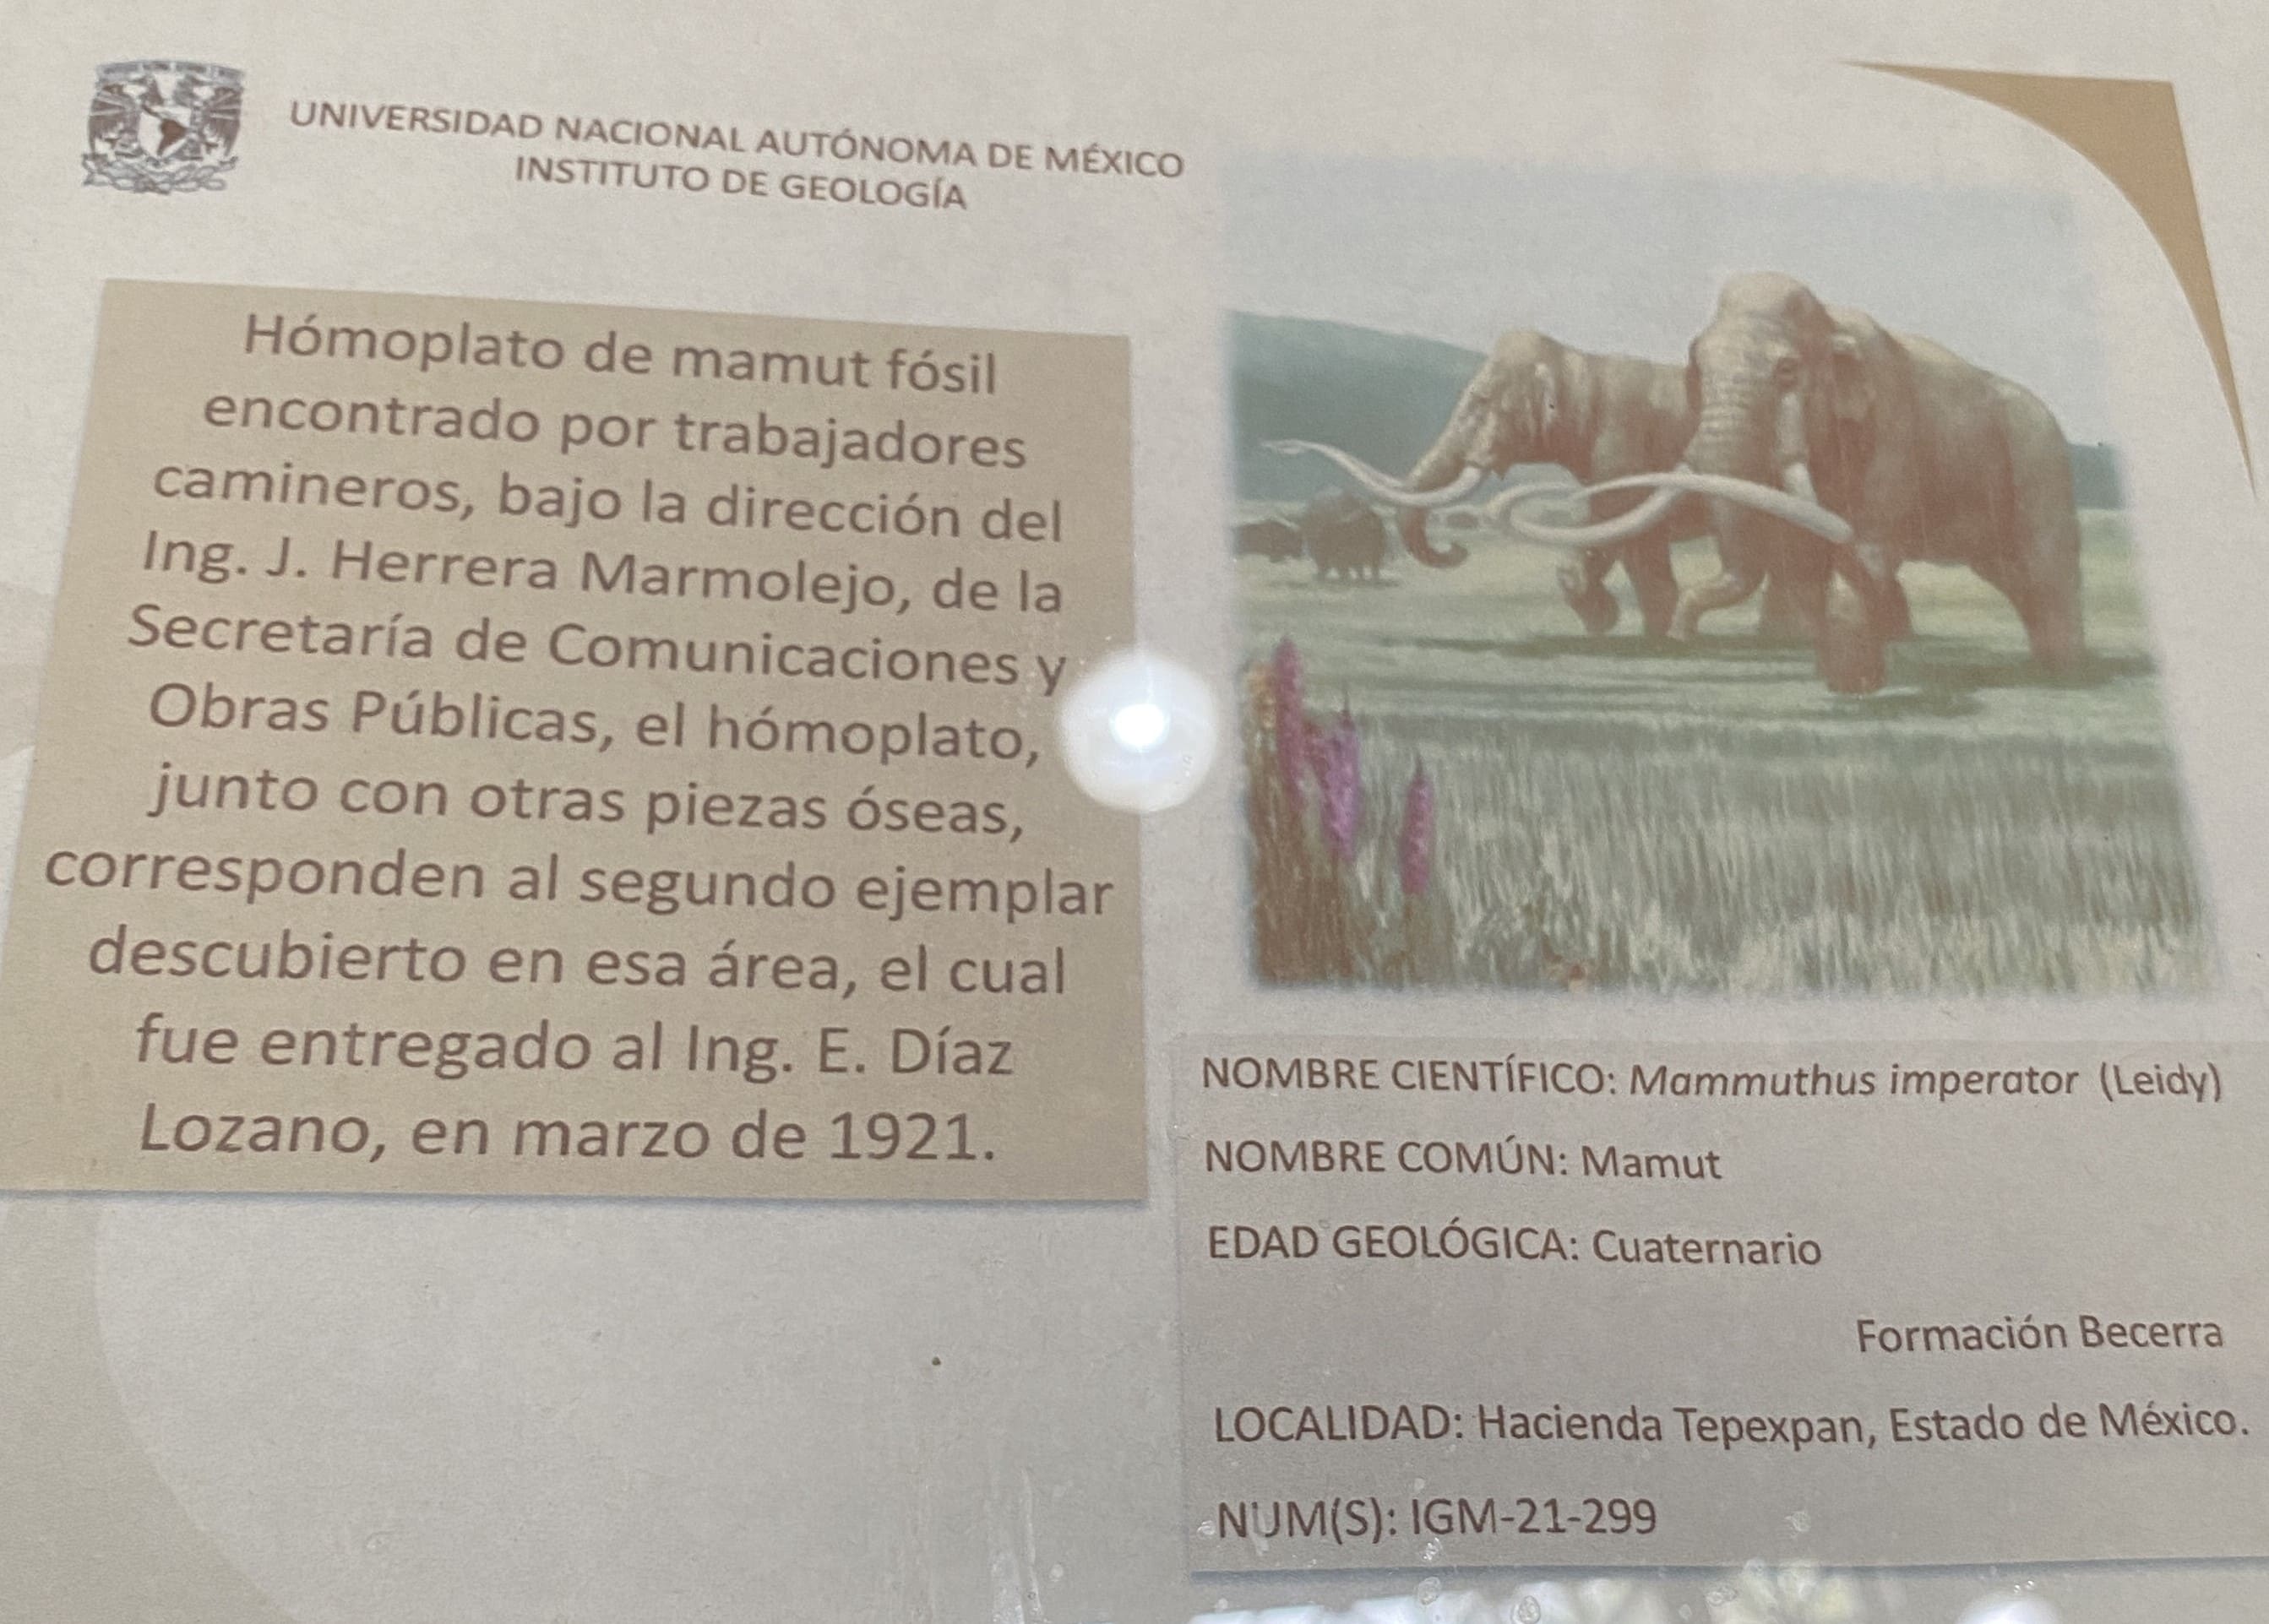 UNIVERSIDAD NACIONAL AUTÓNOMA DE MÉXICO
INSTITUTO DE GEOLOGÍA
Hómoplato de mamut fósil
encontrado por trabajadores
camineros, bajo la dirección del
Ing. J. Herrera Marmolejo, de la
Secretaría de Comunicaciones y
Obras Públicas, el hómoplato,
junto con otras piezas óseas,
corresponden al segundo ejemplar
descubierto en esa área, el cual
fue entregado al Ing. E. Díaz
Lozano, en marzo de 1921.
NOMBRE CIENTÍFICO: Mammuthus imperator (Leidy)
NOMBRE COMÚN: Mamut
EDAD GEOLÓGICA: Cuaternario
Formación Becerra
LOCALIDAD: Hacienda Tepexpan, Estado de México.
NUM(S): IGM-21-299